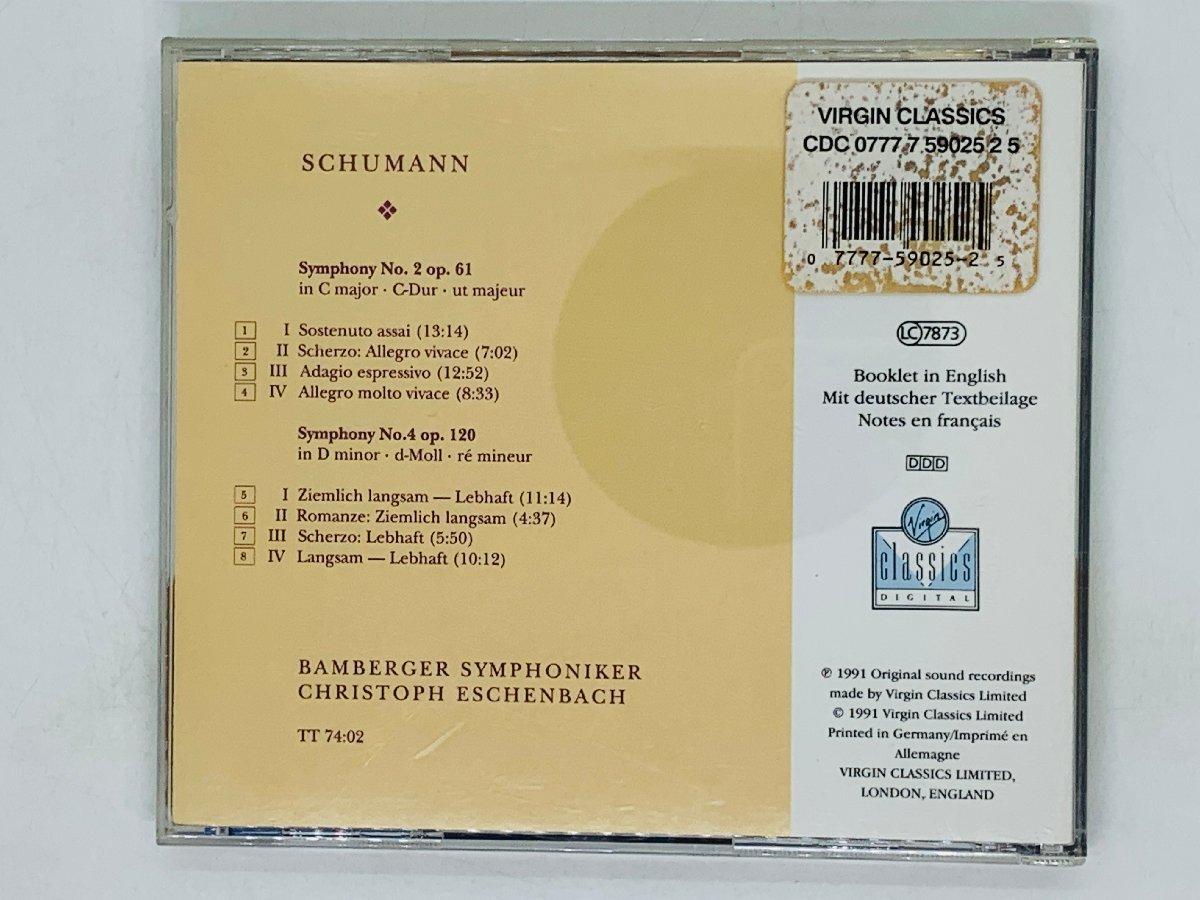 SCHUMANN
Symphony No. 2 op. 61
in C major · C-Dur · ut majeur
1 I Sostenuto assai (13:14)
2 II Scherzo: Allegro vivace (7:02)
3 III Adagio espressivo (12:52)
4 IV Allegro molto vivace (8:33)
Symphony No.4 op. 120
in D minor · d-Moll · ré mineur
5 I Ziemlich langsam — Lebhaft (11:14)
6 II Romanze: Ziemlich langsam (4:37)
7 III Scherzo: Lebhaft (5:50)
8 IV Langsam — Lebhaft (10:12)
BAMBERGER SYMPHONIKER
CHRISTOPH ESCHENBACH
TT 74:02
VIRGIN CLASSICS
CDC 0777 7 59025 2 5
0 7777-59025-2 5
LC 7873
Booklet in English
Mit deutscher Textbeilage
Notes en français
DDD
Virgin
classics
DIGITAL
℗ 1991 Original sound recordings
made by Virgin Classics Limited
© 1991 Virgin Classics Limited
Printed in Germany/Imprimé en
Allemagne
VIRGIN CLASSICS LIMITED,
LONDON, ENGLAND